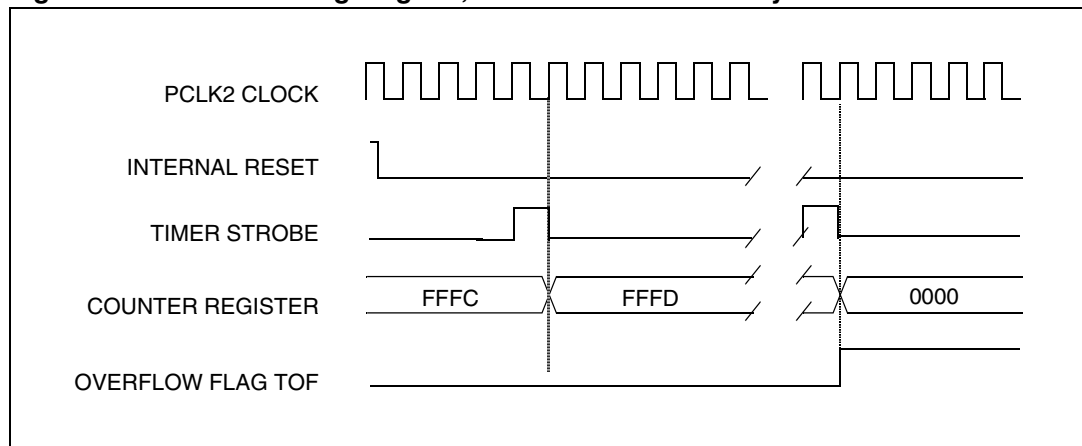 PCLK2 CLOCK
INTERNAL RESET
TIMER STROBE
COUNTER REGISTER FFFC FFFD 0000
OVERFLOW FLAG TOF